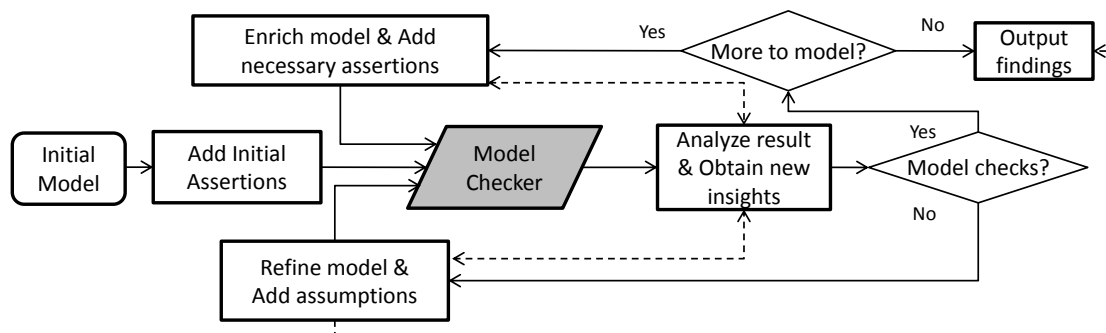 Enrich model & Add
necessary assertions
Yes
More to model?
No
Output
findings
Initial
Model
Add Initial
Assertions
Model
Checker
Analyze result
& Obtain new
insights
Yes
Model checks?
No
Refine model &
Add assumptions